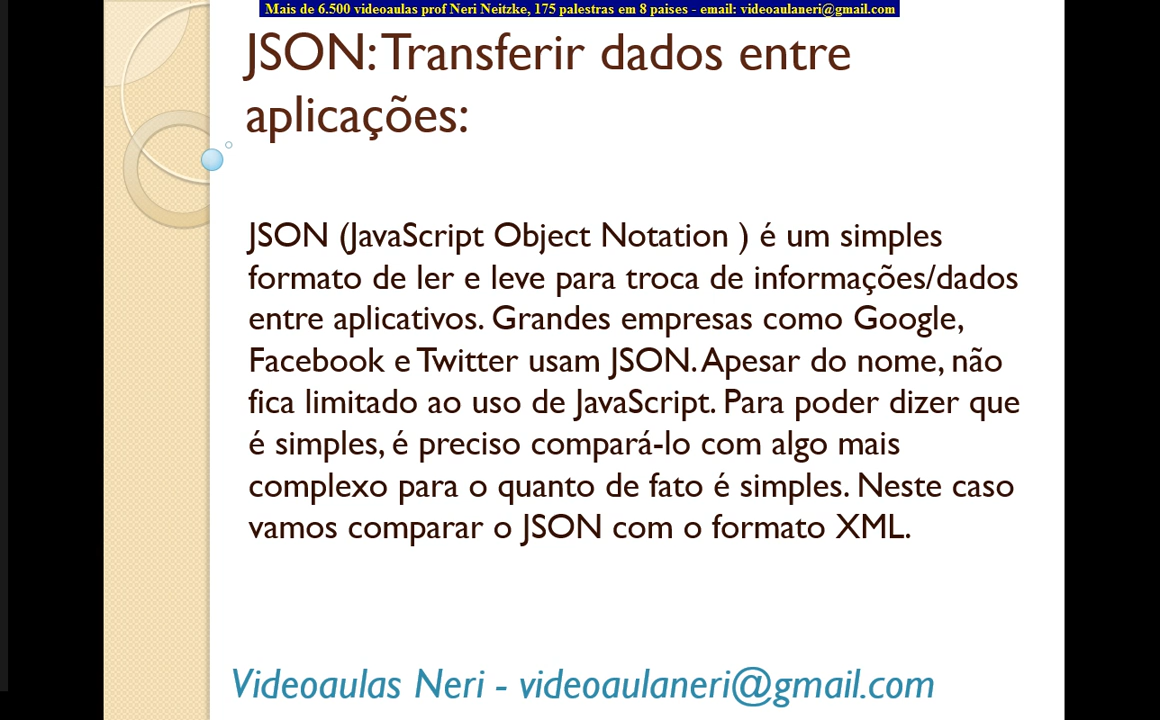 Mais de 6.500 videoaulas prof Neri Neitzke, 175 palestras em 8 paises - email: videoaulaneri@gmail.com
JSON: Transferir dados entre
aplicações:
JSON (JavaScript Object Notation ) é um simples
formato de ler e leve para troca de informações/dados
entre aplicativos. Grandes empresas como Google,
Facebook e Twitter usam JSON. Apesar do nome, não
fica limitado ao uso de JavaScript. Para poder dizer que
é simples, é preciso compará-lo com algo mais
complexo para o quanto de fato é simples. Neste caso
vamos comparar o JSON com o formato XML.
Videoaulas Neri - videoaulaneri@gmail.com